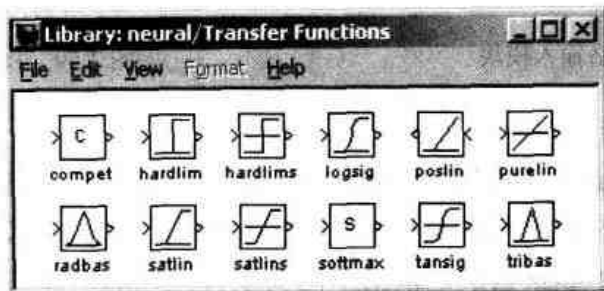 Library: neural/Transfer Functions
File Edit View Format Help
C
compet hardlim hardlims logsig poslin purelin
S
radbas satlin satlins softmax tansig tribas